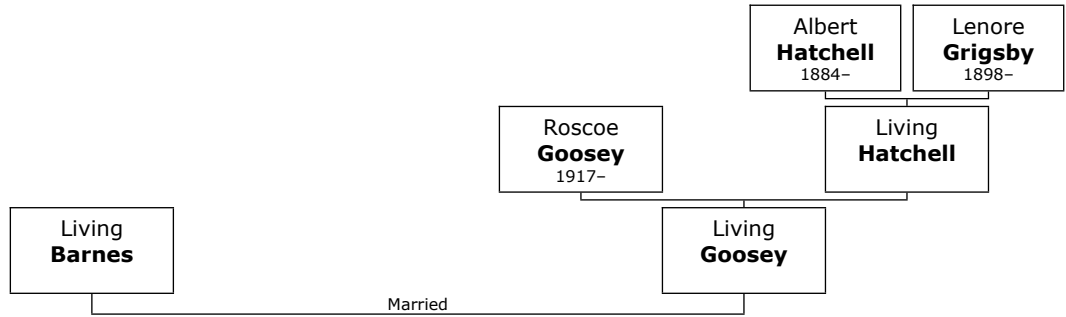 Albert
Hatchell
1884–
Lenore
Grigsby
1898–
Roscoe
Goosey
1917–
Living
Hatchell
Living
Barnes
Living
Goosey
Married